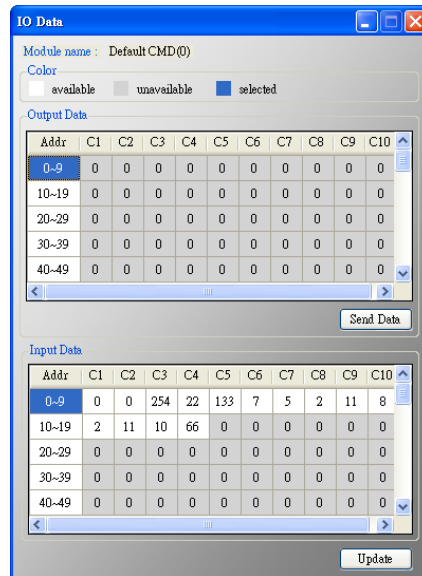 IO Data
Module name : Default CMD(0)
Color
available unavailable selected
Output Data
Addr C1 C2 C3 C4 C5 C6 C7 C8 C9 C10
0~9 0 0 0 0 0 0 0 0 0 0
10~19 0 0 0 0 0 0 0 0 0 0
20~29 0 0 0 0 0 0 0 0 0 0
30~39 0 0 0 0 0 0 0 0 0 0
40~49 0 0 0 0 0 0 0 0 0 0
Send Data
Input Data
Addr C1 C2 C3 C4 C5 C6 C7 C8 C9 C10
0~9 0 0 254 22 133 7 5 2 11 8
10~19 2 11 10 66 0 0 0 0 0 0
20~29 0 0 0 0 0 0 0 0 0 0
30~39 0 0 0 0 0 0 0 0 0 0
40~49 0 0 0 0 0 0 0 0 0 0
Update